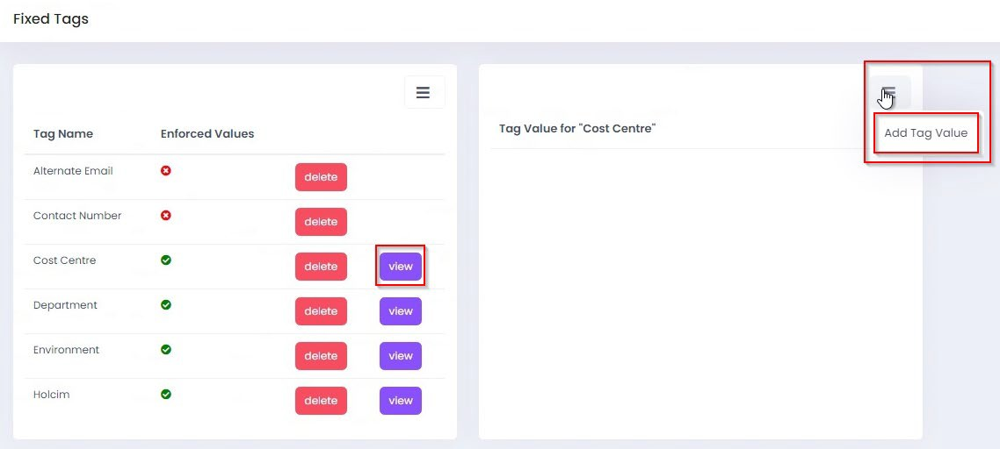 Fixed Tags
Tag Name Enforced Values
Alternate Email delete
Contact Number delete
Cost Centre delete view
Department delete view
Environment delete view
Holcim delete view
Tag Value for "Cost Centre"
Add Tag Value